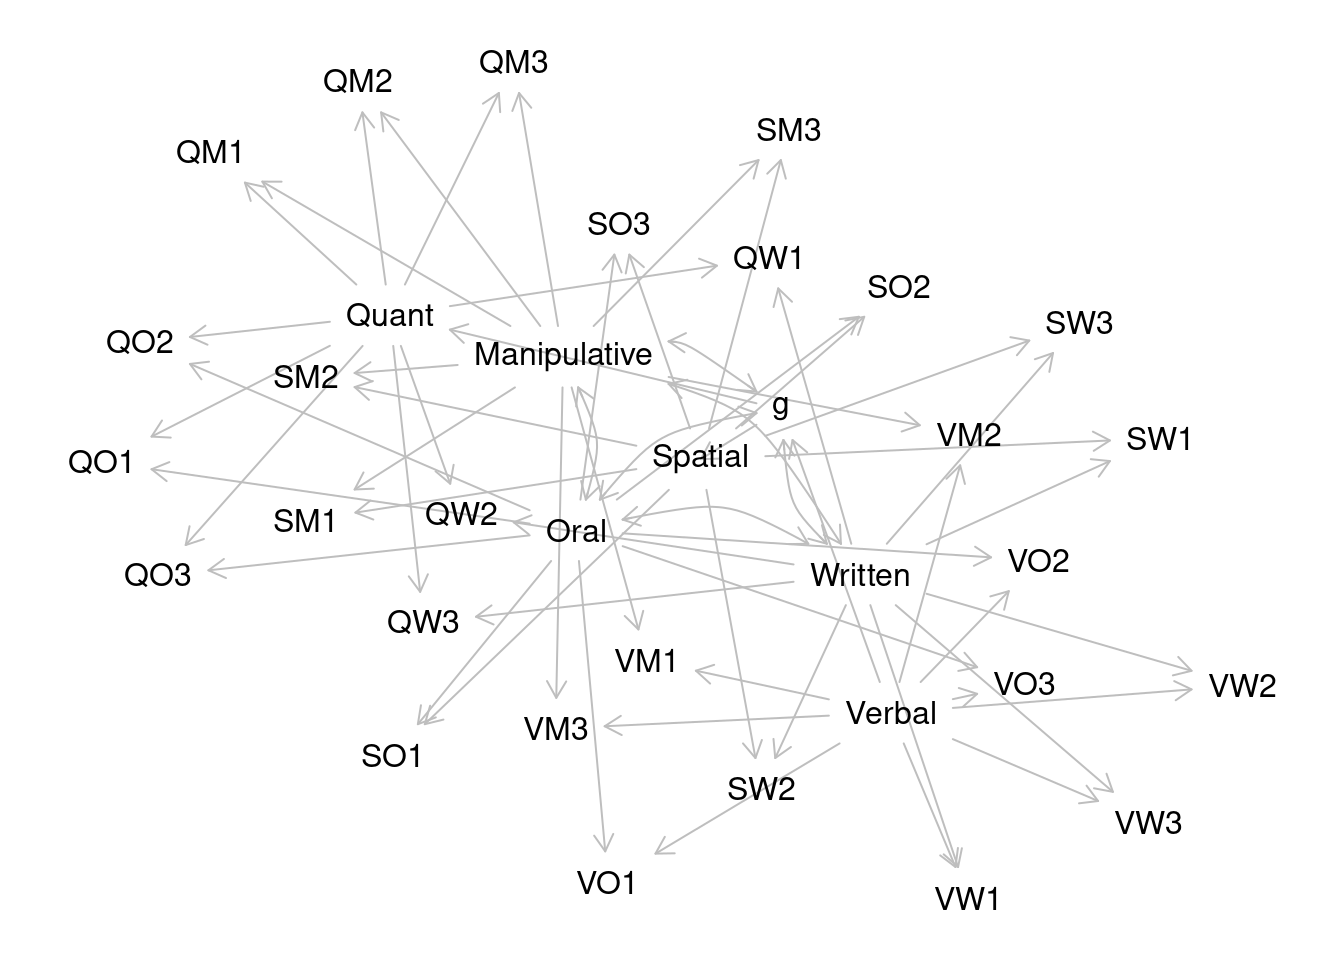 QM3
QM2
SM3
QM1
SO3
QW1
SO2
Quant
SW3
QO2
Manipulative
SM2
g
VM2
SW1
Spatial
QO1
QW2
SM1
Oral
VO2
QO3
Written
QW3
VM1
VO3
VW2
Verbal
VM3
SO1
SW2
VW3
VO1
VW1